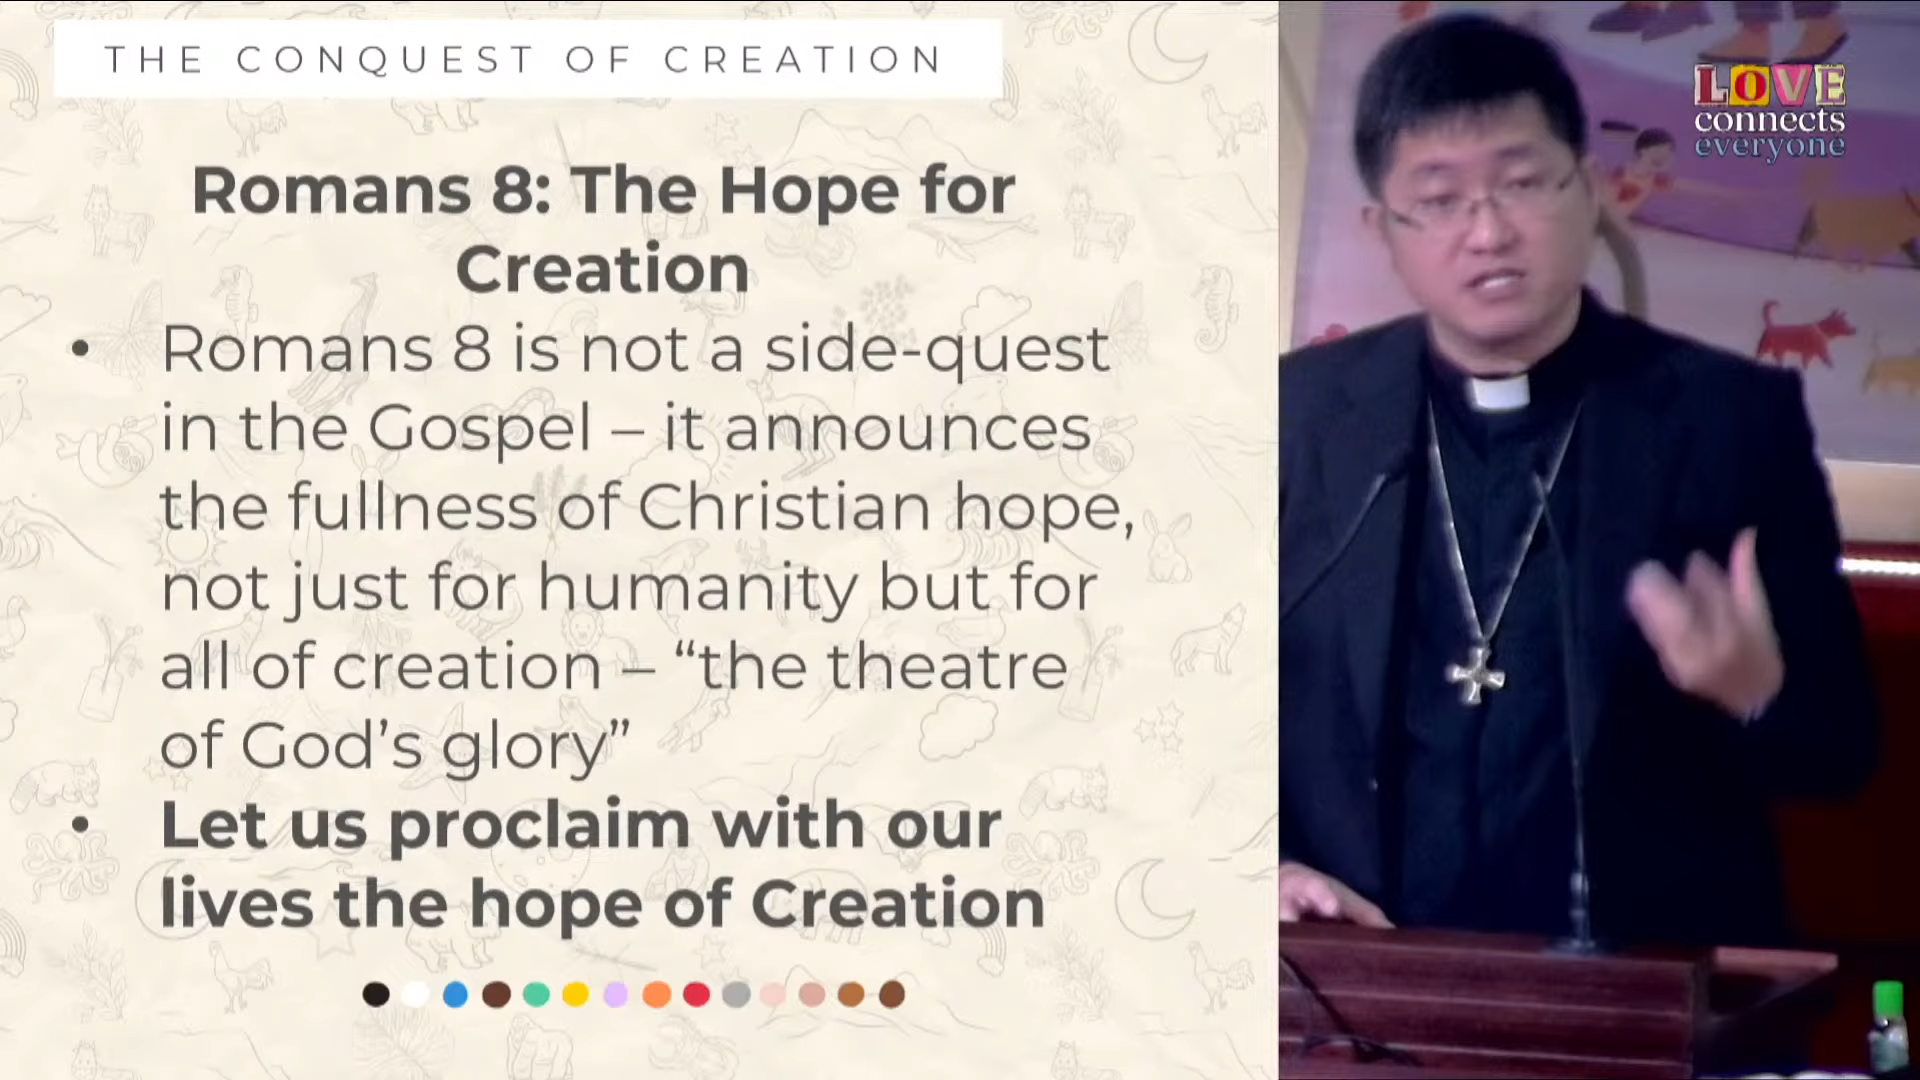 THE CONQUEST OF CREATION
Romans 8: The Hope for
Creation
• Romans 8 is not a side-quest
in the Gospel – it announces
the fullness of Christian hope,
not just for humanity but for
all of creation – “the theatre
of God’s glory”
• Let us proclaim with our
lives the hope of Creation
LOVE
connects
everyone